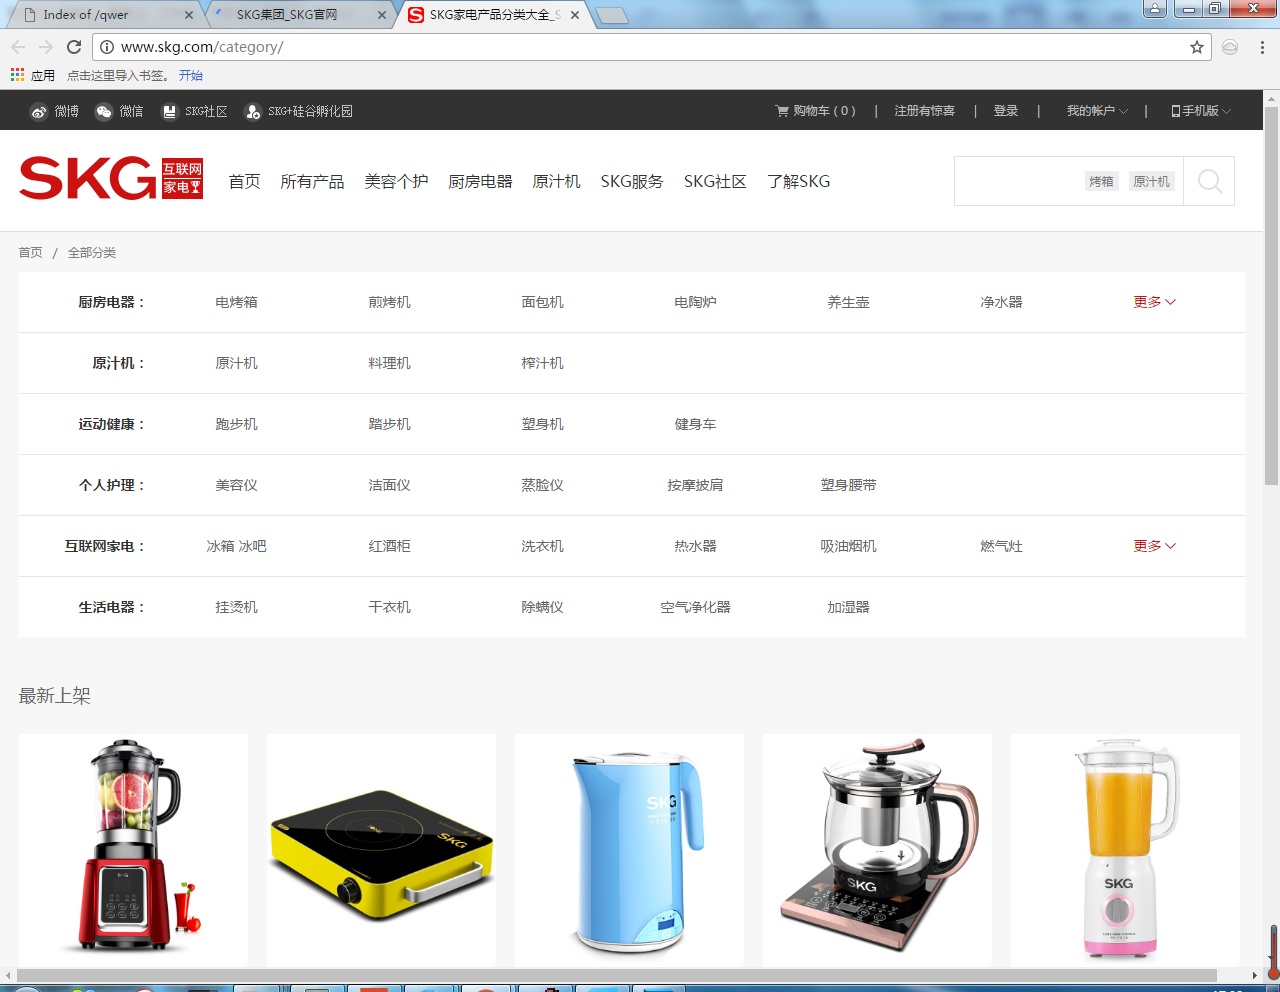 Index of /qwer
SKG集团_SKG官网
SKG家电产品分类大全_S
www.skg.com/category/
应用 点击这里导入书签。 开始
微博 微信 SKG社区 SKG+硅谷孵化园 购物车 ( 0 ) | 注册有惊喜 | 登录 | 我的帐户 | 手机版
SKG 互联网家电 首页 所有产品 美容个护 厨房电器 原汁机 SKG服务 SKG社区 了解SKG 烤箱 原汁机
首页 / 全部分类
厨房电器： 电烤箱 煎烤机 面包机 电陶炉 养生壶 净水器 更多
原汁机： 原汁机 料理机 榨汁机
运动健康： 跑步机 踏步机 塑身机 健身车
个人护理： 美容仪 洁面仪 蒸脸仪 按摩披肩 塑身腰带
互联网家电： 冰箱 冰吧 红酒柜 洗衣机 热水器 吸油烟机 燃气灶 更多
生活电器： 挂烫机 干衣机 除螨仪 空气净化器 加湿器
最新上架
SKG
SKG
SKG
SKG
SKG